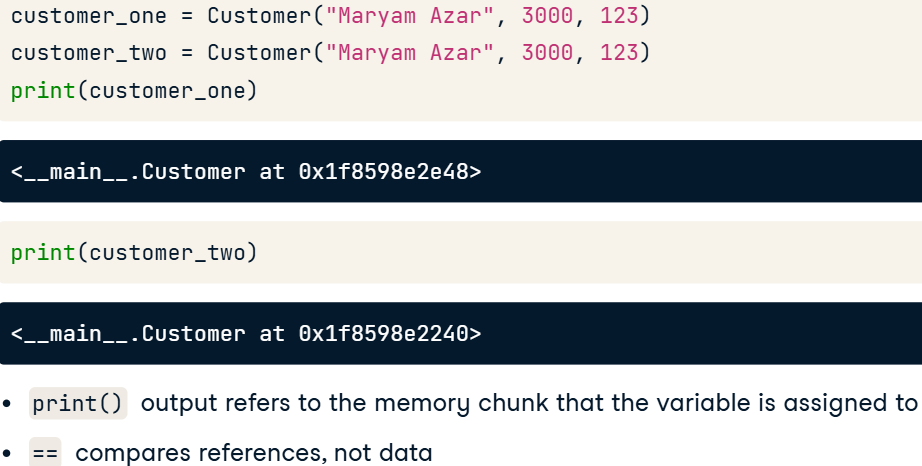 customer_one = Customer("Maryam Azar", 3000, 123)
customer_two = Customer("Maryam Azar", 3000, 123)
print(customer_one)
<__main__.Customer at 0x1f8598e2e48>
print(customer_two)
<__main__.Customer at 0x1f8598e2240>
• print() output refers to the memory chunk that the variable is assigned to
• == compares references, not data